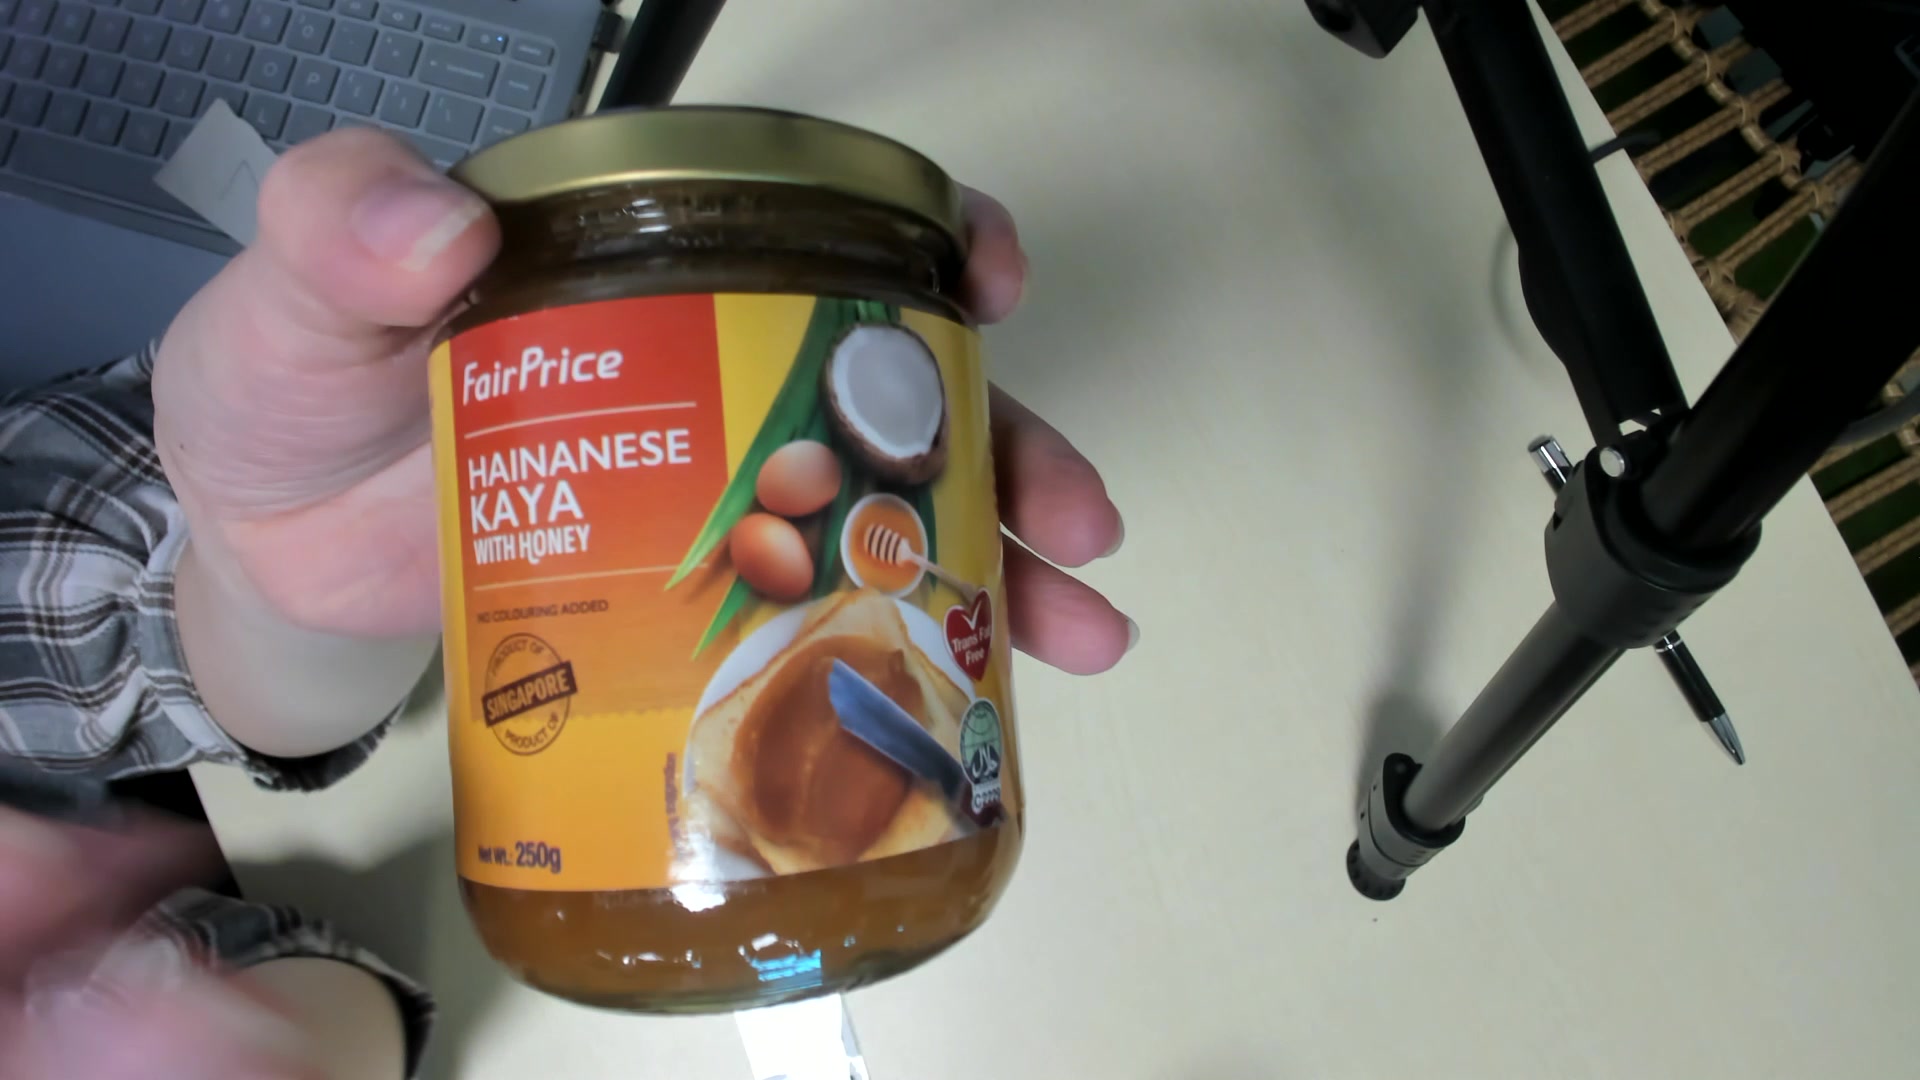 FairPrice
HAINANESE
KAYA
WITH HONEY
NO COLOURING ADDED
PRODUCT OF
SINGAPORE
PRODUCT OF
Trans Fat
Free
Net Wt.: 250g